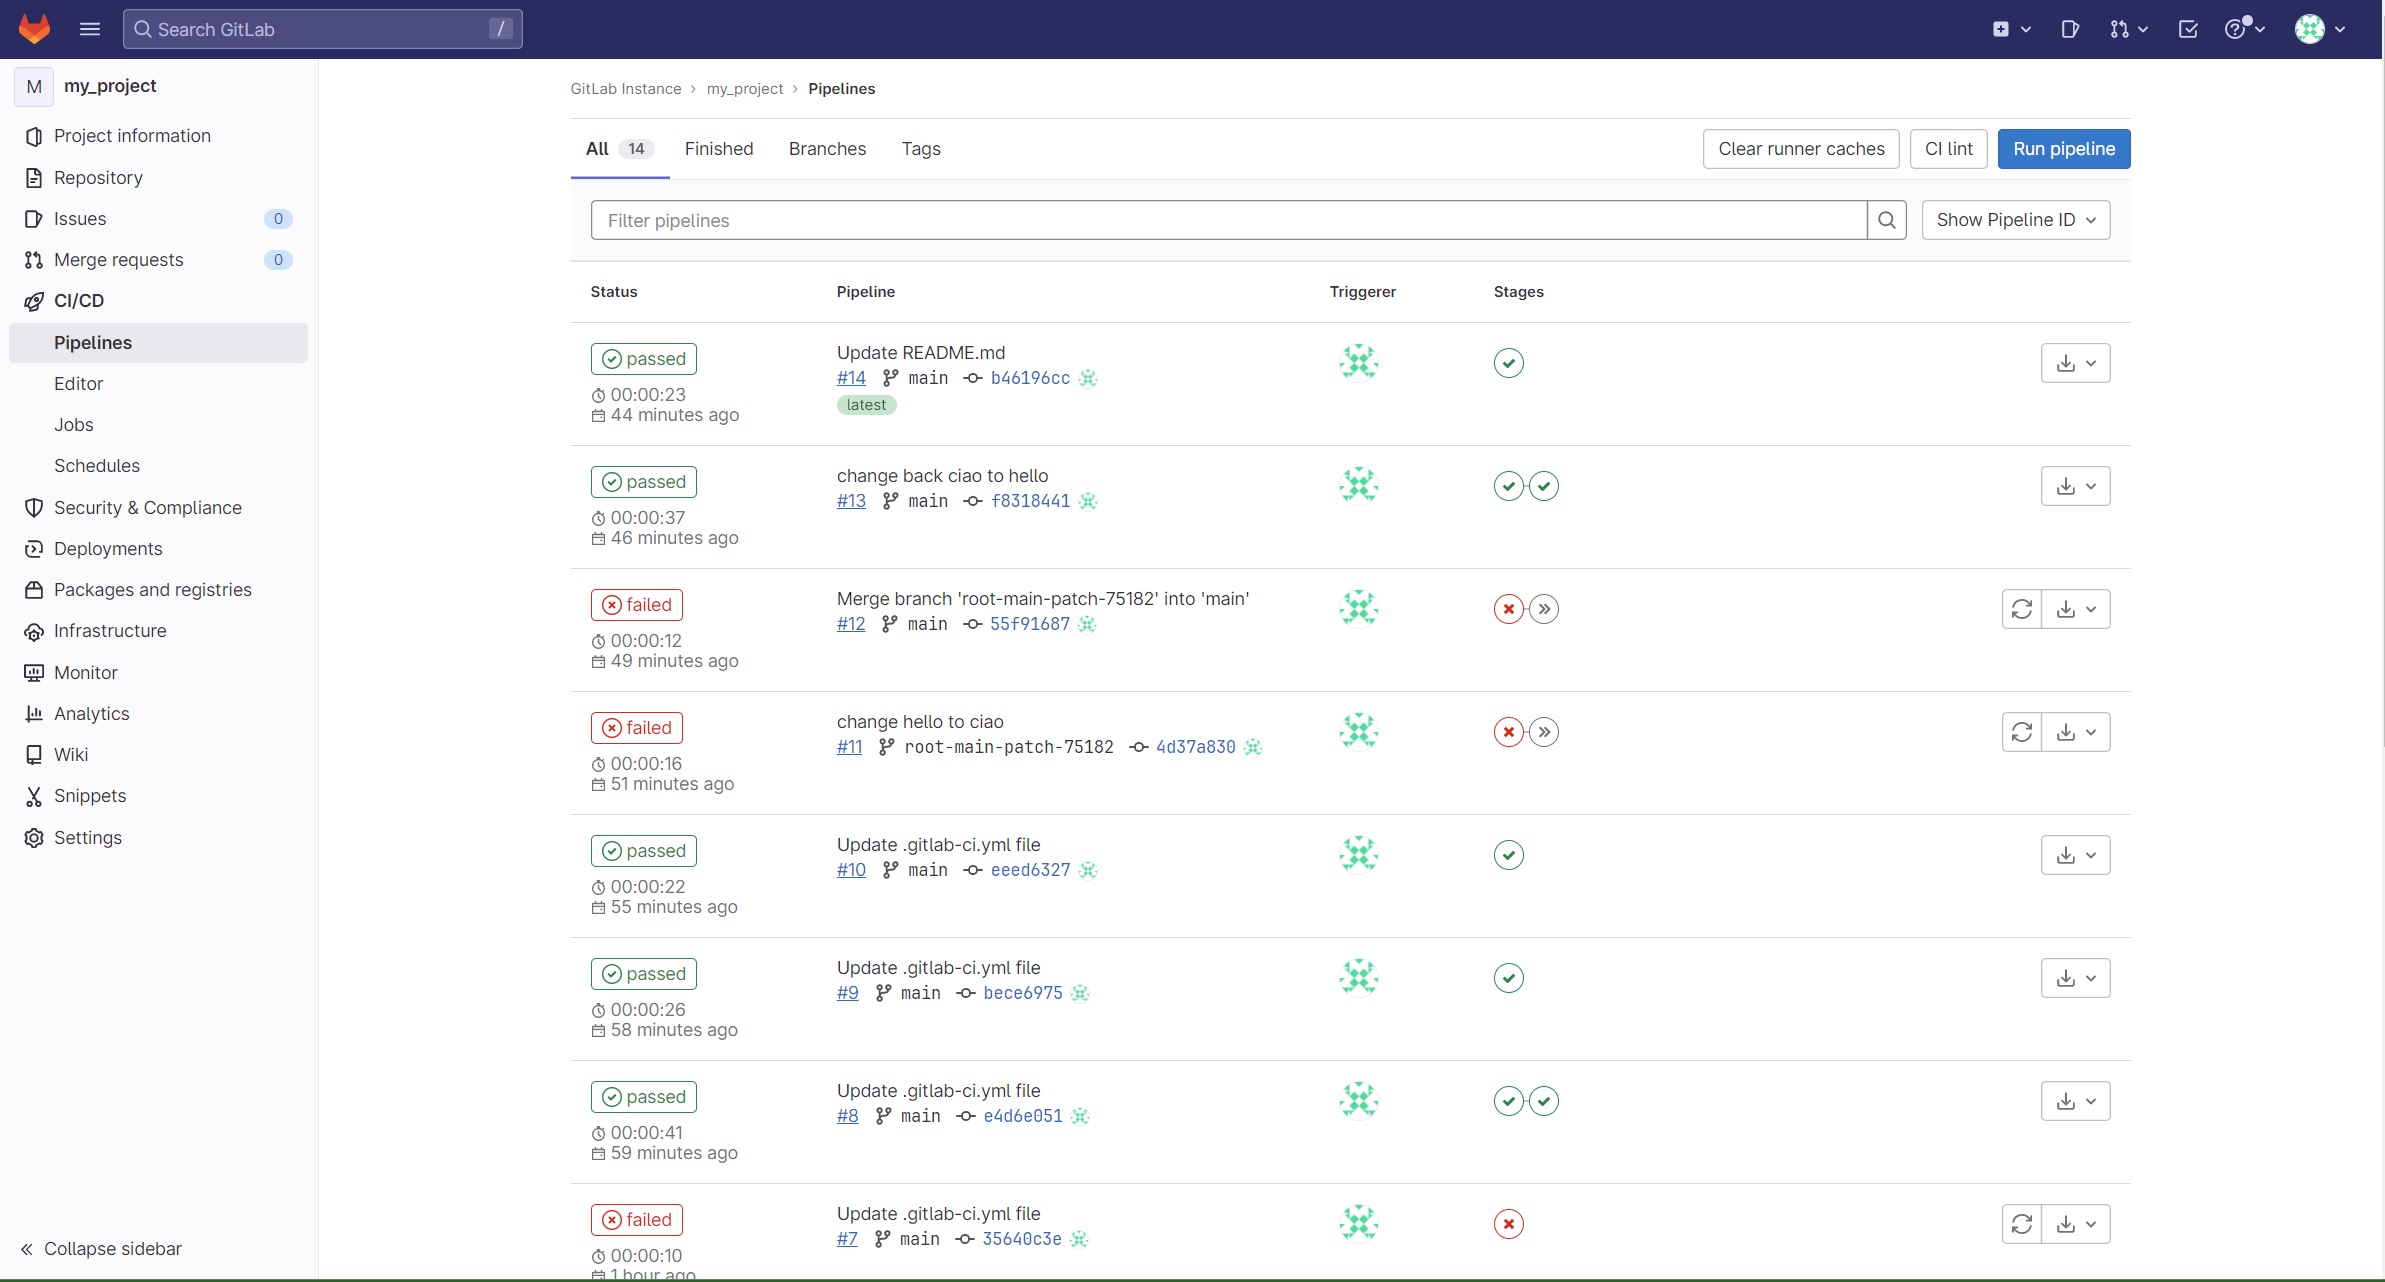 Search GitLab /
M my_project
Project information
Repository
Issues 0
Merge requests 0
CI/CD
Pipelines
Editor
Jobs
Schedules
Security & Compliance
Deployments
Packages and registries
Infrastructure
Monitor
Analytics
Wiki
Snippets
Settings
Collapse sidebar
GitLab Instance › my_project › Pipelines
All 14 Finished Branches Tags
Clear runner caches CI lint Run pipeline
Filter pipelines Show Pipeline ID
Status Pipeline Triggerer Stages
passed
00:00:23
44 minutes ago
Update README.md
#14 main b46196cc
latest
passed
00:00:37
46 minutes ago
change back ciao to hello
#13 main f8318441
failed
00:00:12
49 minutes ago
Merge branch 'root-main-patch-75182' into 'main'
#12 main 55f91687
failed
00:00:16
51 minutes ago
change hello to ciao
#11 root-main-patch-75182 4d37a830
passed
00:00:22
55 minutes ago
Update .gitlab-ci.yml file
#10 main eeed6327
passed
00:00:26
58 minutes ago
Update .gitlab-ci.yml file
#9 main bece6975
passed
00:00:41
59 minutes ago
Update .gitlab-ci.yml file
#8 main e4d6e051
failed
00:00:10
1 hour ago
Update .gitlab-ci.yml file
#7 main 35640c3e